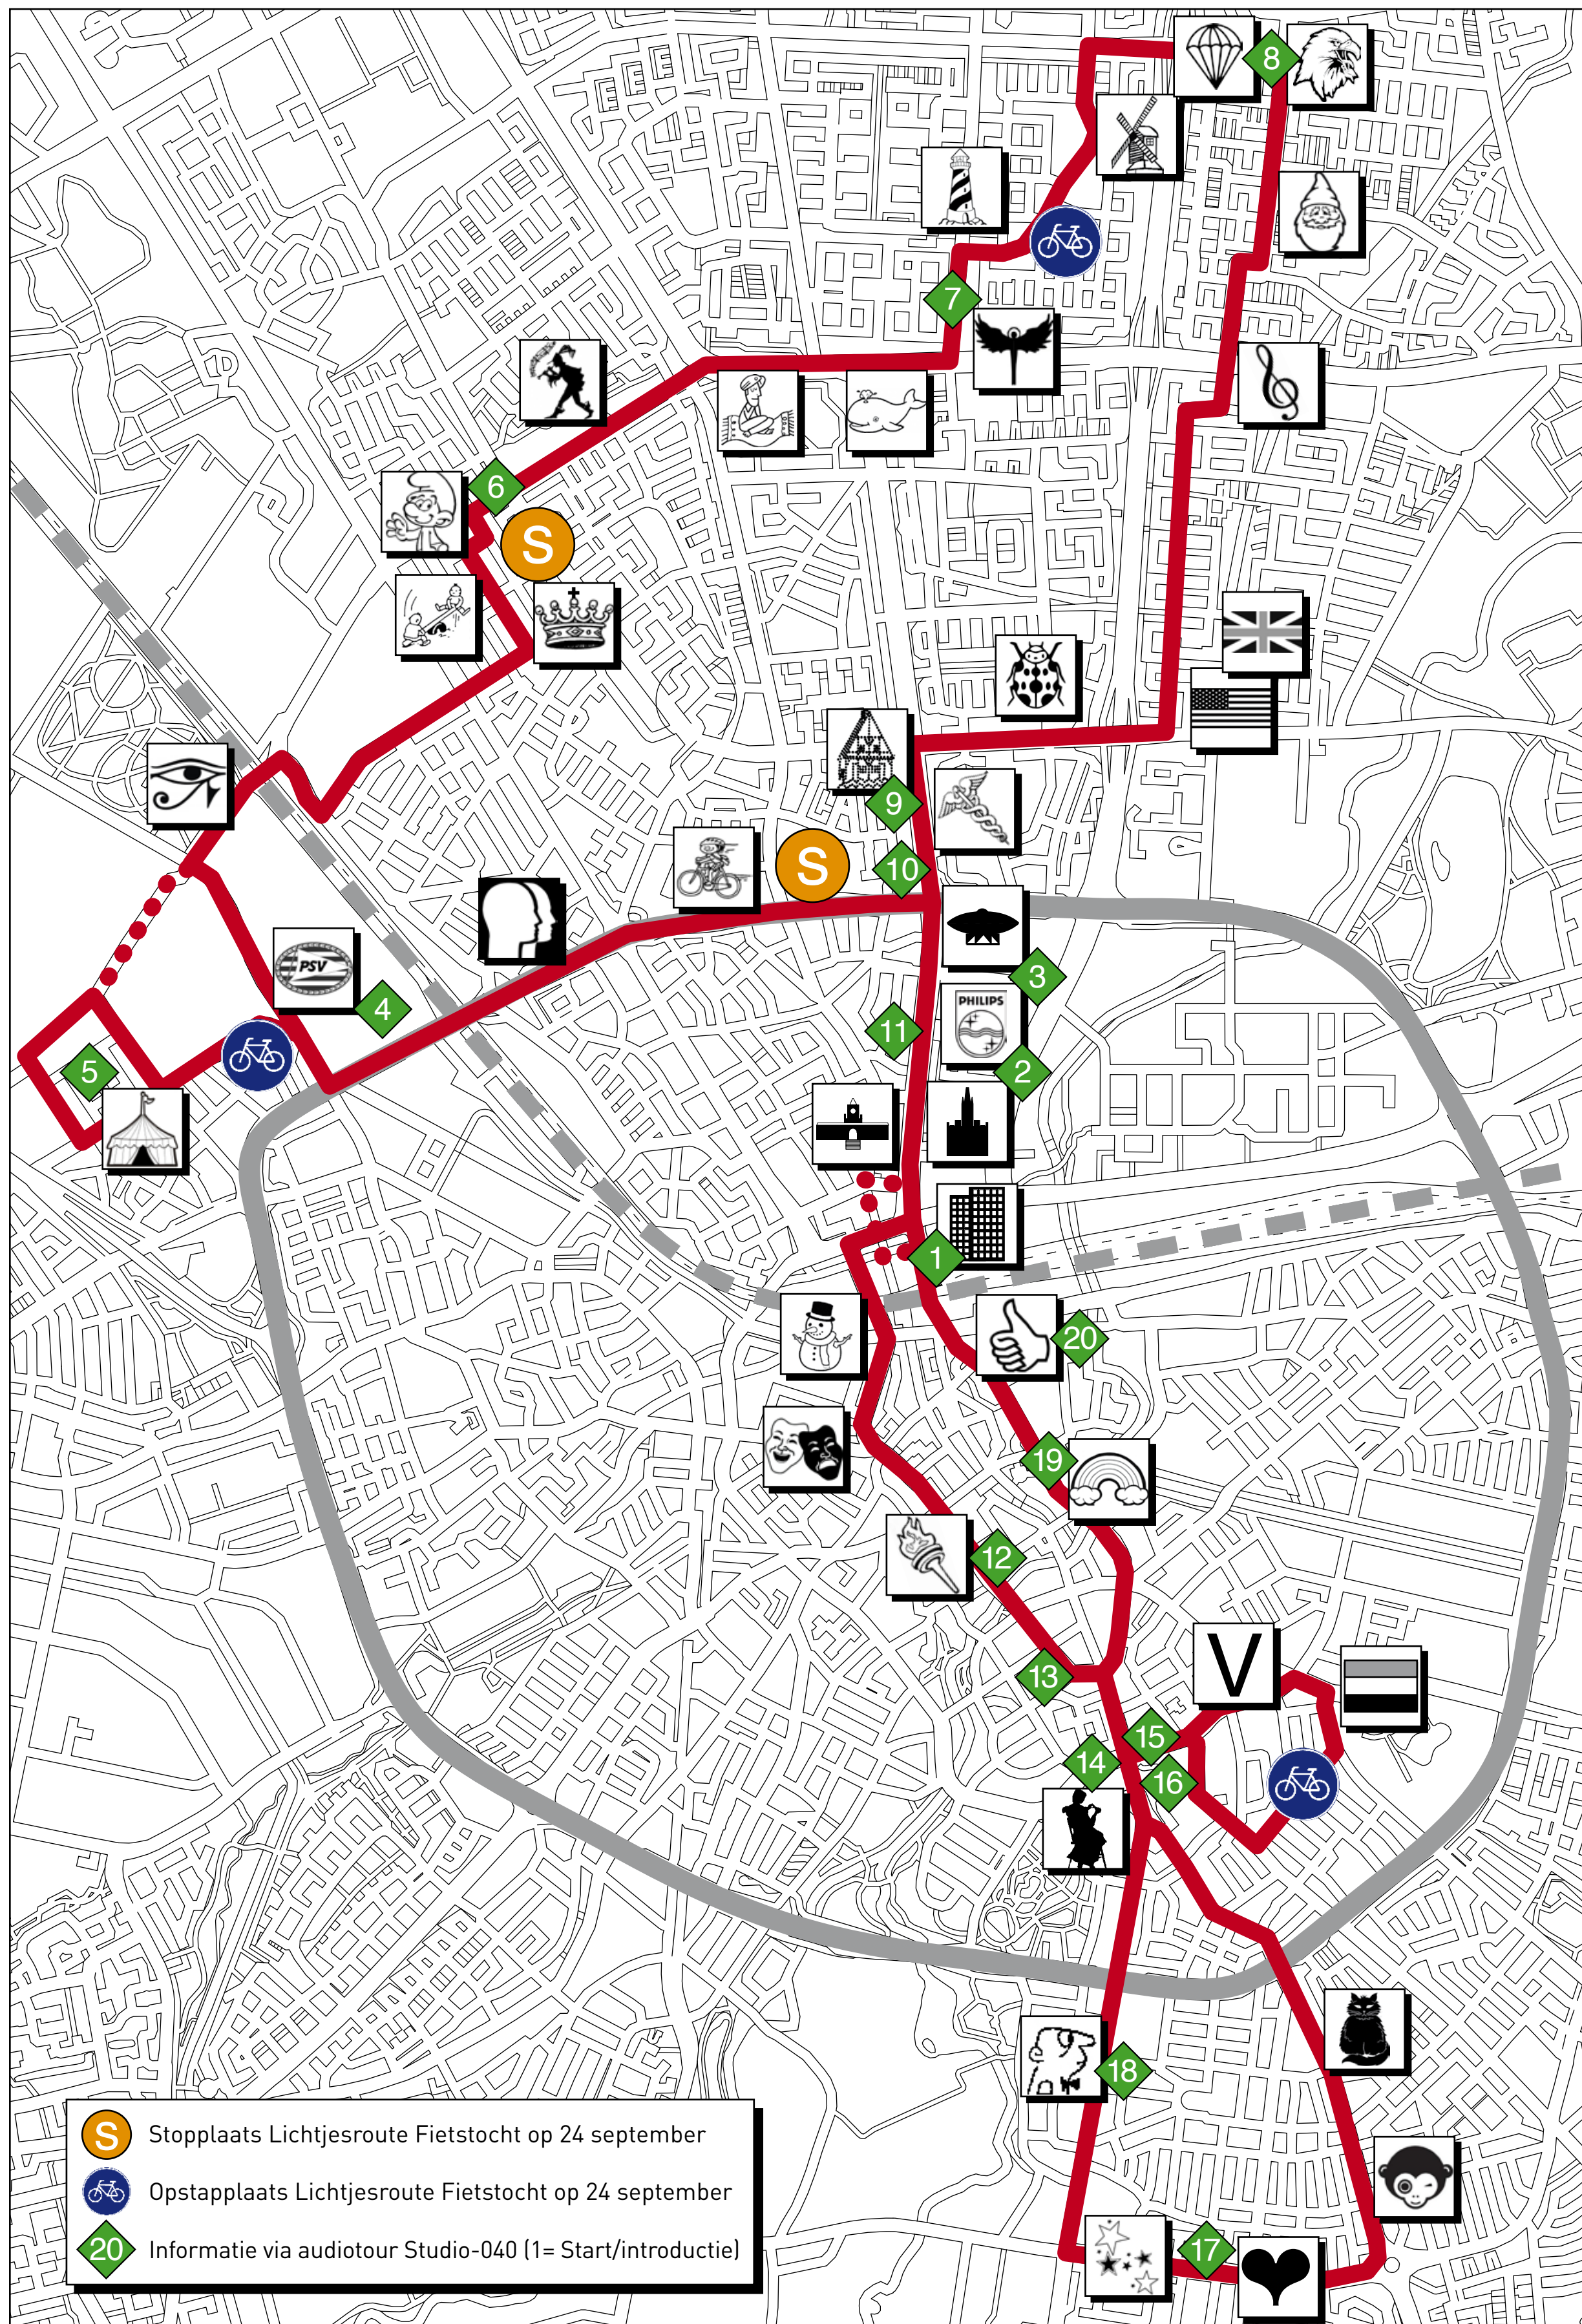 8
7
6
S
9
S
10
PSV
4
3
PHILIPS
11
5
2
1
20
19
12
V
13
15
14
16
18
17
S Stopplaats Lichtjesroute Fietstocht op 24 september
Opstapplaats Lichtjesroute Fietstocht op 24 september
20 Informatie via audiotour Studio-040 (1= Start/introductie)